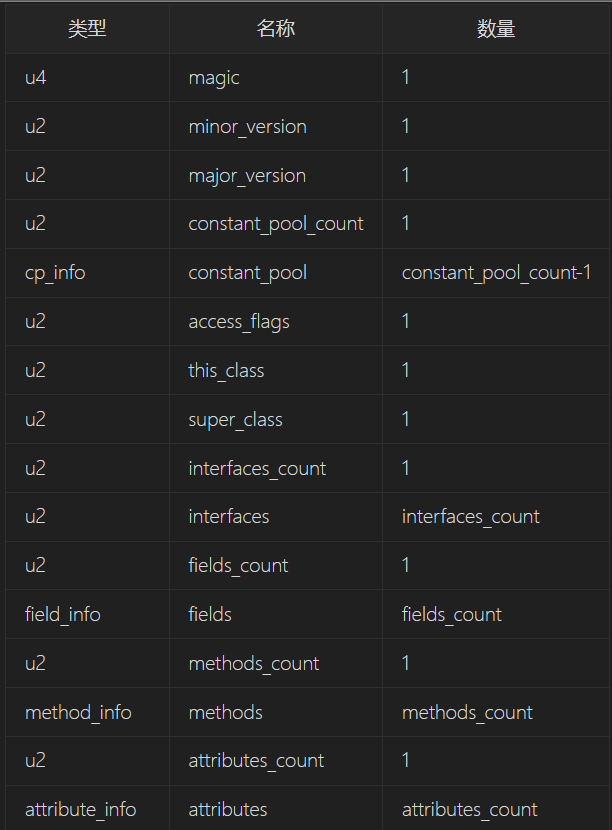 类型 名称 数量
u4 magic 1
u2 minor_version 1
u2 major_version 1
u2 constant_pool_count 1
cp_info constant_pool constant_pool_count-1
u2 access_flags 1
u2 this_class 1
u2 super_class 1
u2 interfaces_count 1
u2 interfaces interfaces_count
u2 fields_count 1
field_info fields fields_count
u2 methods_count 1
method_info methods methods_count
u2 attributes_count 1
attribute_info attributes attributes_count